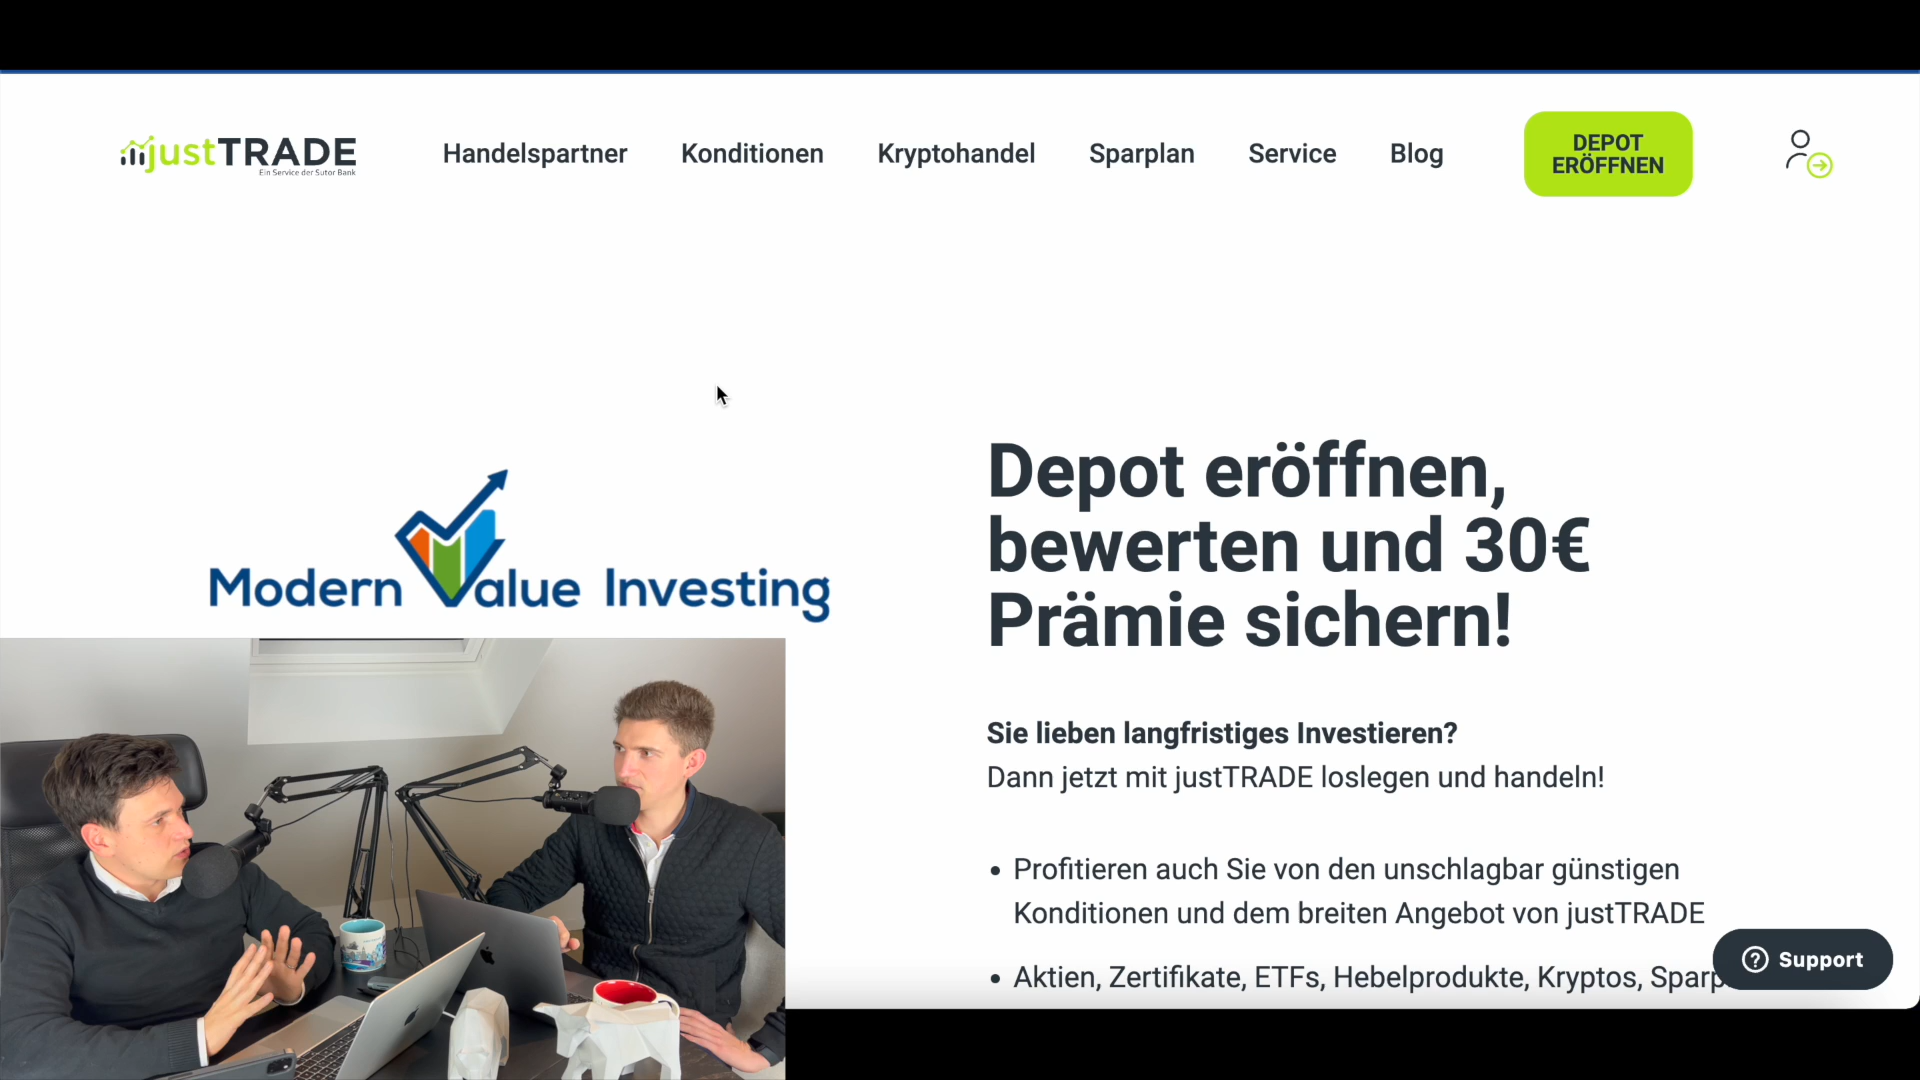 justTRADE
Ein Service der Sutor Bank
Handelspartner
Konditionen
Kryptohandel
Sparplan
Service
Blog
DEPOT
ERÖFFNEN
Modern Value Investing
Depot eröffnen,
bewerten und 30€
Prämie sichern!
Sie lieben langfristiges Investieren?
Dann jetzt mit justTRADE loslegen und handeln!
• Profitieren auch Sie von den unschlagbar günstigen
Konditionen und dem breiten Angebot von justTRADE
• Aktien, Zertifikate, ETFs, Hebelprodukte, Kryptos,
Support